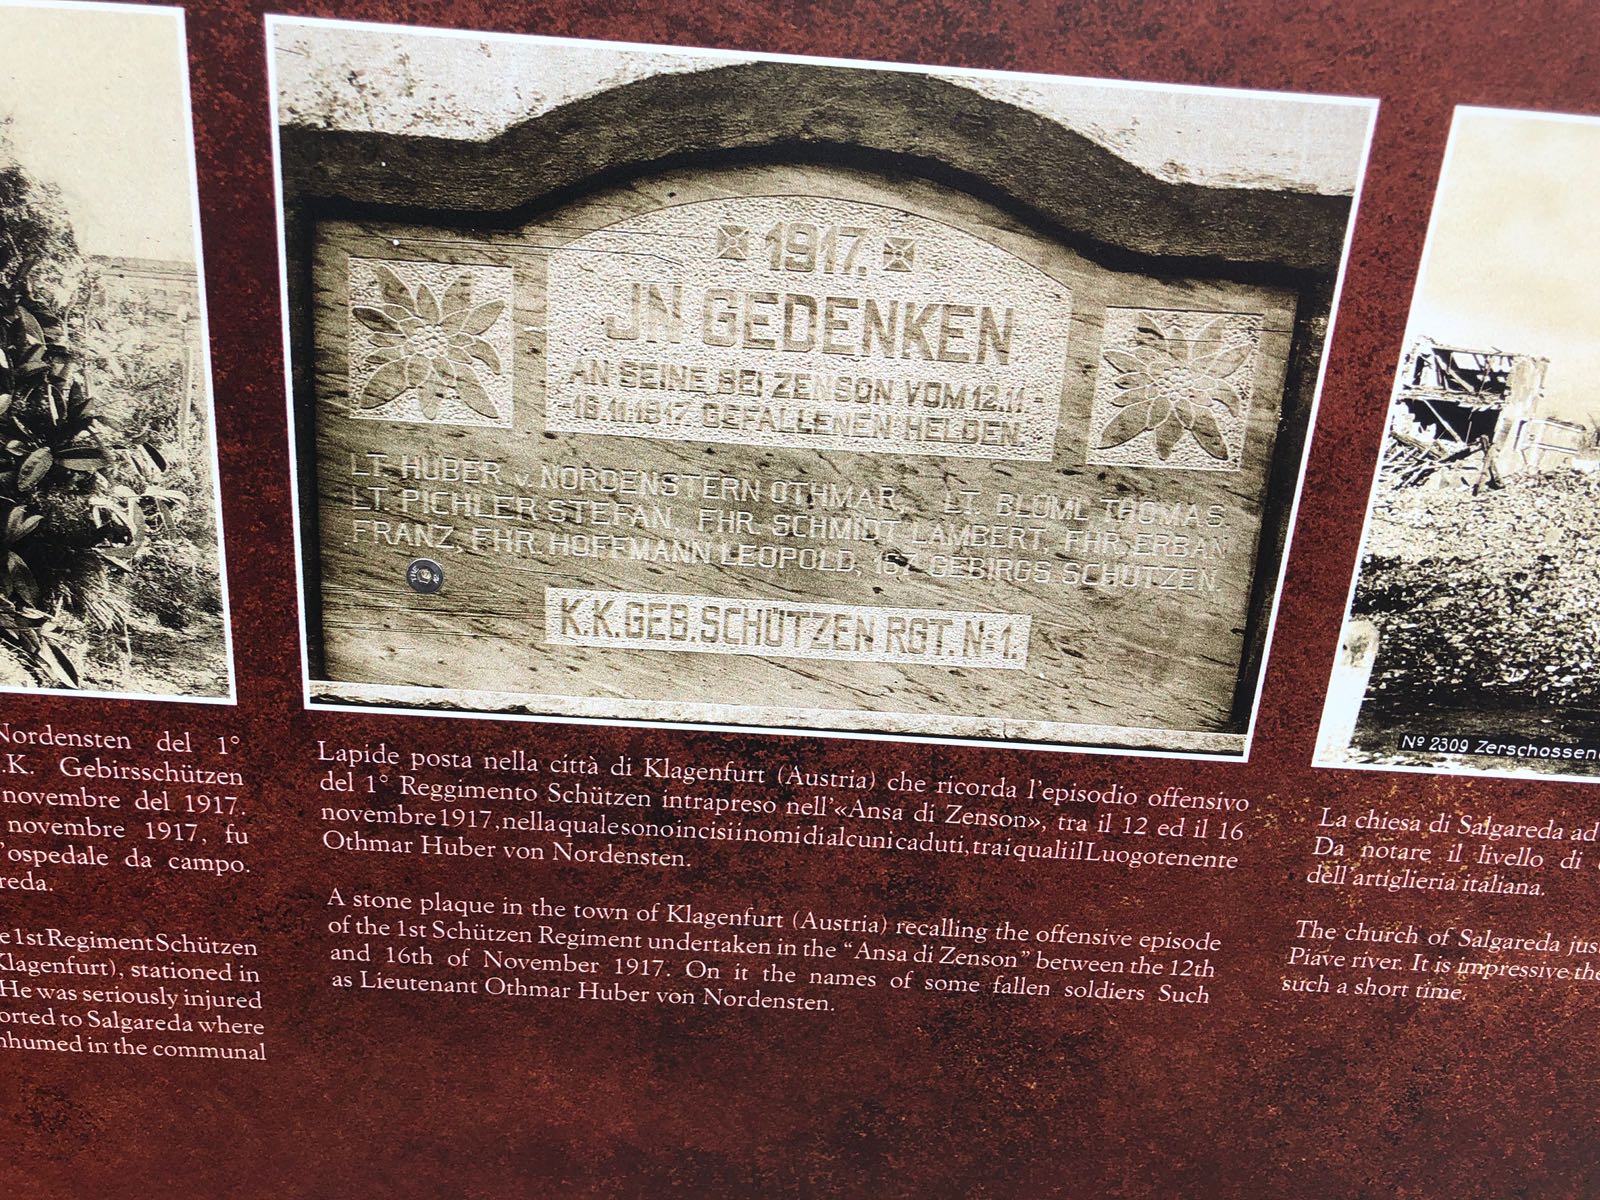 1917.
JN GEDENKEN
AN SEINE BEI ZENSON VOM 12.11.-
-16.11.1917. GEFALLENEN HELDEN.
LT. HUBER v. NORDENSTERN OTHMAR, LT. BLÜML THOMAS.
LT. PICHLER STEFAN, FHR. SCHMIDT LAMBERT, FHR. ERBAN
FRANZ, FHR. HOFFMANN LEOPOLD, 167 GEBIRGS SCHÜTZEN.
K.K. GEB. SCHÜTZEN RGT. No 1.
Nordensten del 1°
.K. Gebirsschützen
novembre del 1917.
novembre 1917, fu
'ospedale da campo.
reda.
e 1st Regiment Schützen
Klagenfurt), stationed in
He was seriously injured
orted to Salgareda where
nhumed in the communal
Lapide posta nella città di Klagenfurt (Austria) che ricorda l'episodio offensivo
del 1° Reggimento Schützen intrapreso nell'«Ansa di Zenson», tra il 12 ed il 16
novembre 1917, nella quale sono incisi i nomi di alcuni caduti, tra i quali il Luogotenente
Othmar Huber von Nordensten.
A stone plaque in the town of Klagenfurt (Austria) recalling the offensive episode
of the 1st Schützen Regiment undertaken in the “Ansa di Zenson” between the 12th
and 16th of November 1917. On it the names of some fallen soldiers Such
as Lieutenant Othmar Huber von Nordensten.
Nº 2309 Zerschossen
La chiesa di Salgareda ad
Da notare il livello di
dell'artiglieria italiana.
The church of Salgareda jus
Piave river. It is impressive the
such a short time.